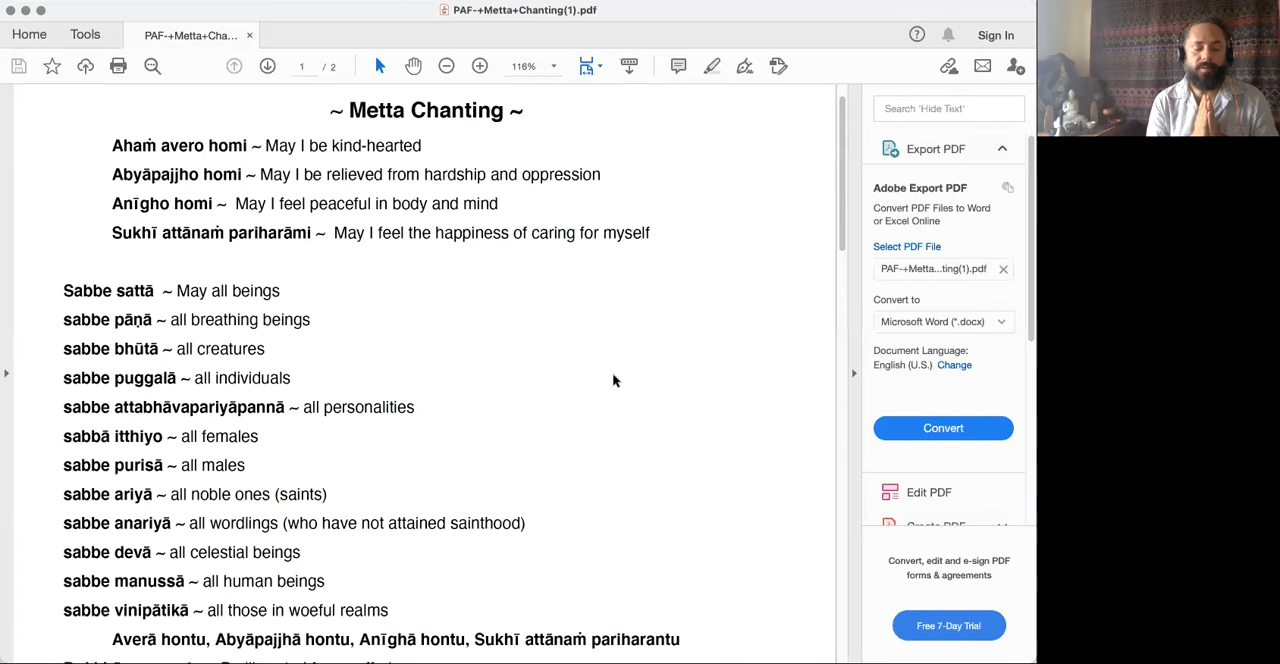 PAF-+Metta+Chanting(1).pdf
Home Tools PAF-+Metta+Cha... × Sign In
1 / 2 116%
~ Metta Chanting ~
Ahaṁ avero homi ~ May I be kind-hearted
Abyāpajjho homi ~ May I be relieved from hardship and oppression
Anīgho homi ~ May I feel peaceful in body and mind
Sukhī attānaṁ pariharāmi ~ May I feel the happiness of caring for myself
Sabbe sattā ~ May all beings
sabbe pāṇā ~ all breathing beings
sabbe bhūtā ~ all creatures
sabbe puggalā ~ all individuals
sabbe attabhāvapariyāpannā ~ all personalities
sabbā itthiyo ~ all females
sabbe purisā ~ all males
sabbe ariyā ~ all noble ones (saints)
sabbe anariyā ~ all wordlings (who have not attained sainthood)
sabbe devā ~ all celestial beings
sabbe manussā ~ all human beings
sabbe vinipātikā ~ all those in woeful realms
Averā hontu, Abyāpajjhā hontu, Anīghā hontu, Sukhī attānaṁ pariharantu
Search 'Hide Text'
Export PDF
Adobe Export PDF
Convert PDF Files to Word
or Excel Online
Select PDF File
PAF-+Metta...ting(1).pdf
Convert to
Microsoft Word (*.docx)
Document Language:
English (U.S.) Change
Convert
Edit PDF
Create PDF
Convert, edit and e-sign PDF
forms & agreements
Free 7-Day Trial